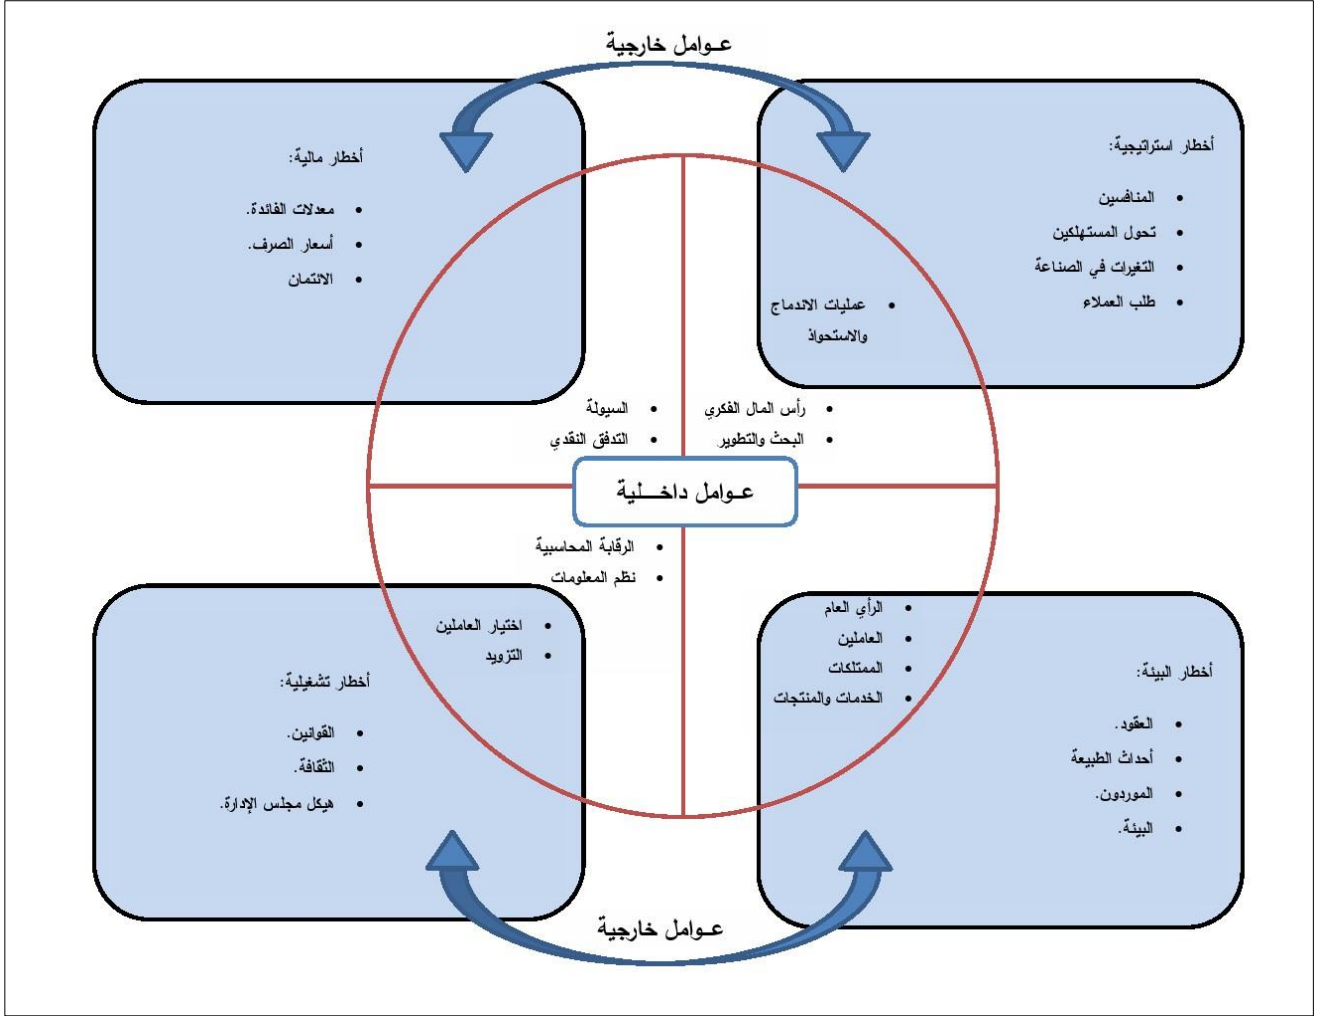 عـوامل خارجية
أخطار استراتيجية:
• المنافسين
• تحول المستهلكين
• التغيرات في الصناعة
• طلب العملاء
• عمليات الاندماج
والاستحواذ
أخطار مالية:
• معدلات الفائدة.
• أسعار الصرف.
• الائتمان
• رأس المال الفكري
• البحث والتطوير
• السيولة
• التدفق النقدي
عـوامل داخـــلية
• الرقابة المحاسبية
• نظم المعلومات
• الرأي العام
• العاملين
• الممتلكات
• الخدمات والمنتجات
أخطار البيئة:
• العقود.
• أحداث الطبيعة
• الموردون.
• البيئة.
• اختيار العاملين
• التزويد
أخطار تشغيلية:
• القوانين.
• الثقافة.
• هيكل مجلس الإدارة.
عـوامل خارجية